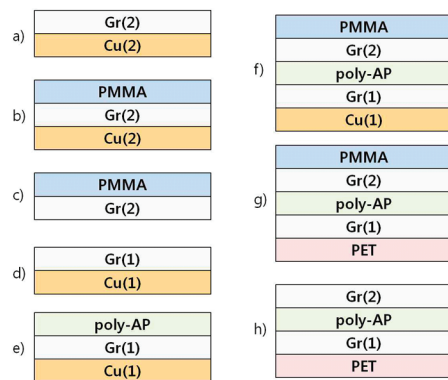 a)
Gr(2)
Cu(2)
b)
PMMA
Gr(2)
Cu(2)
c)
PMMA
Gr(2)
d)
Gr(1)
Cu(1)
e)
poly-AP
Gr(1)
Cu(1)
f)
PMMA
Gr(2)
poly-AP
Gr(1)
Cu(1)
g)
PMMA
Gr(2)
poly-AP
Gr(1)
PET
h)
Gr(2)
poly-AP
Gr(1)
PET